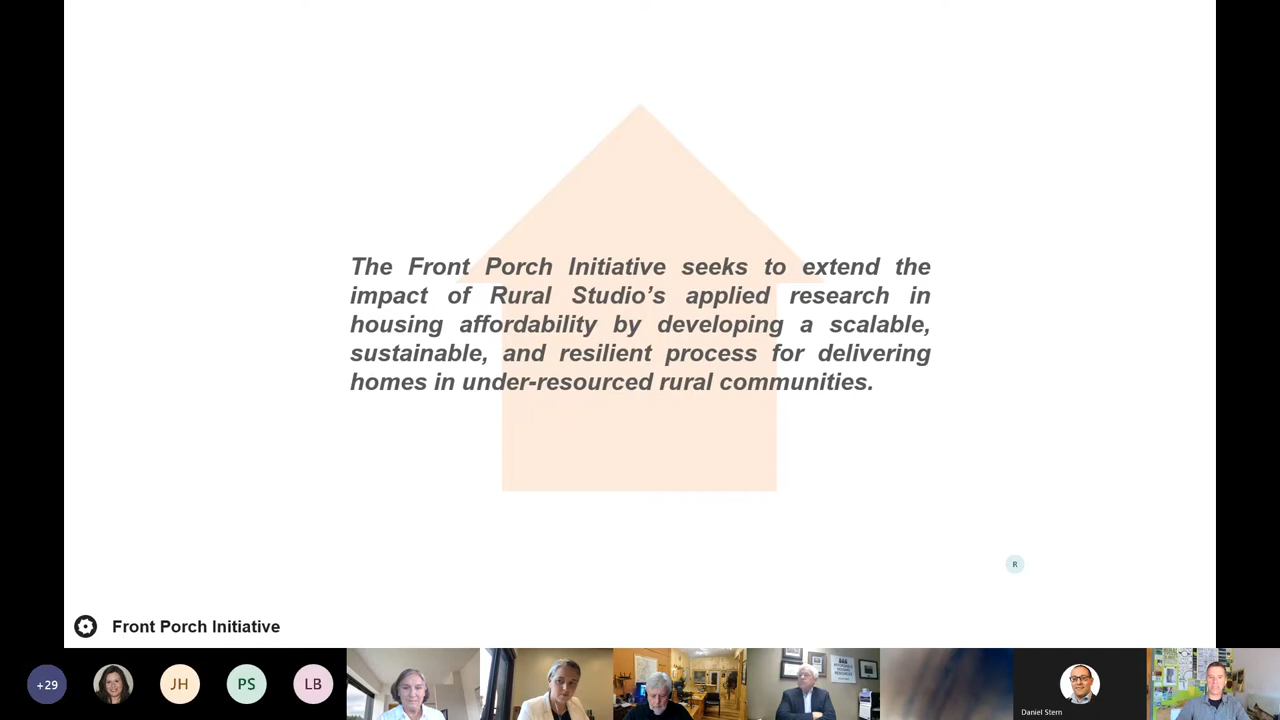 The Front Porch Initiative seeks to extend the
impact of Rural Studio’s applied research in
housing affordability by developing a scalable,
sustainable, and resilient process for delivering
homes in under-resourced rural communities.
R
Front Porch Initiative
+29
JH
PS
LB
Daniel Stern